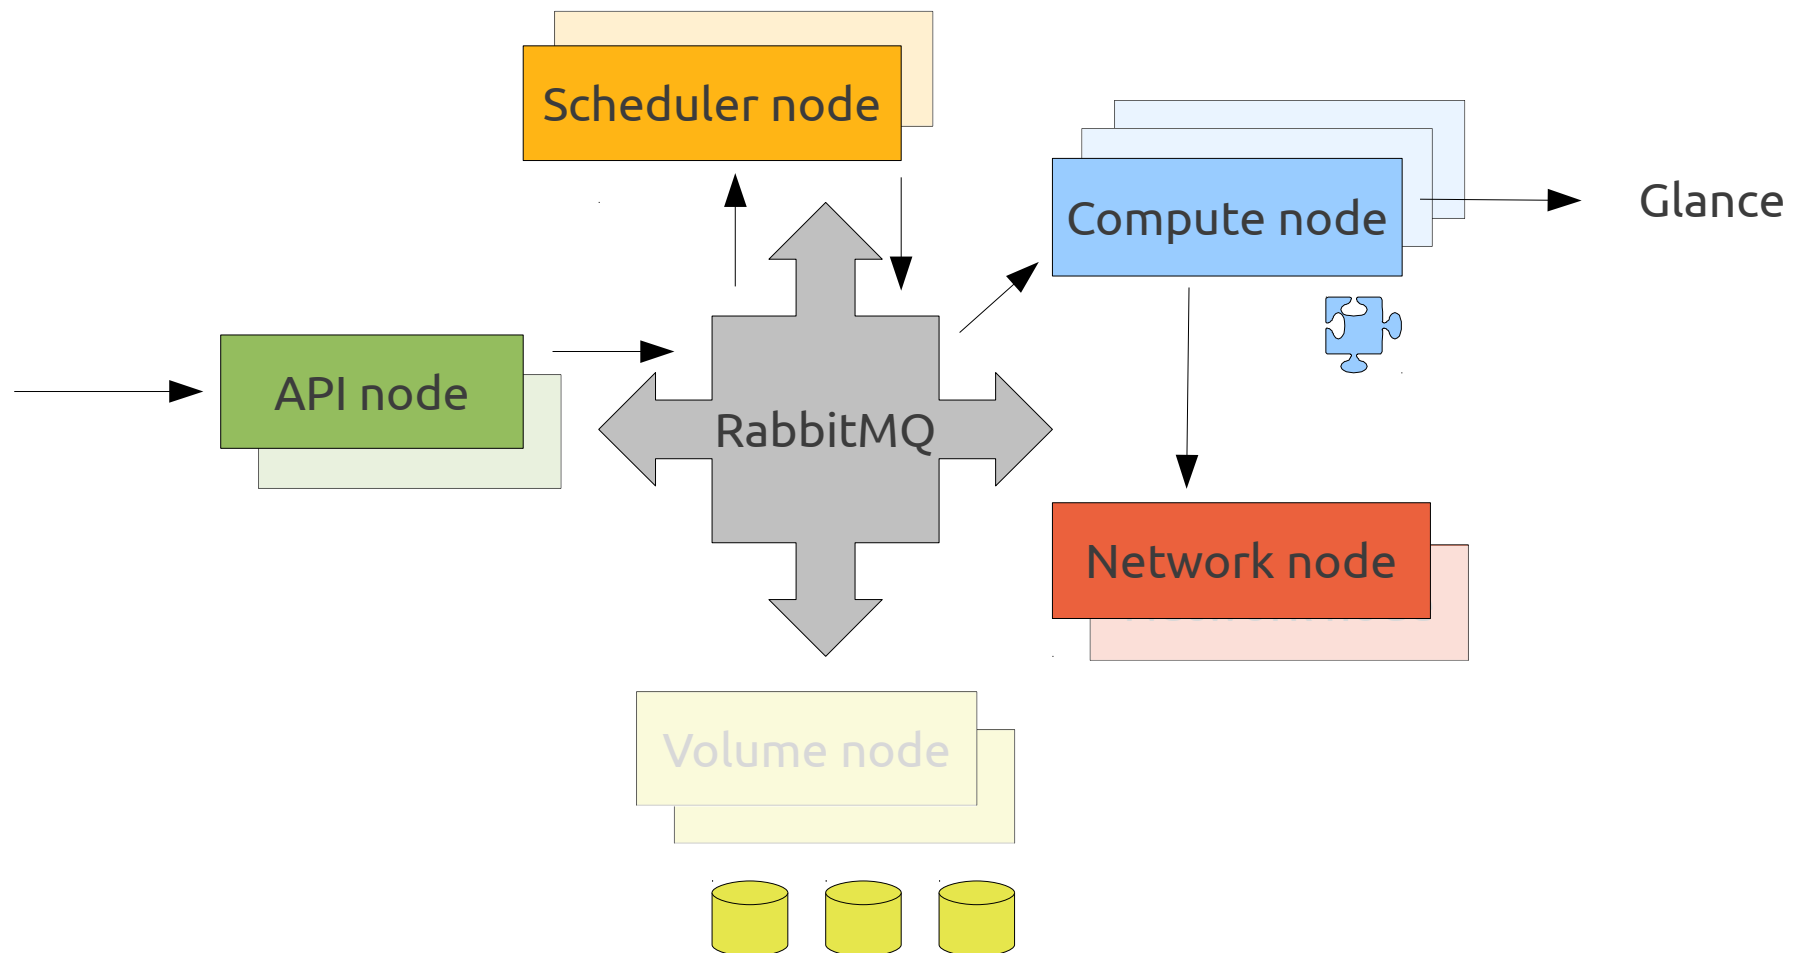 Scheduler node
Compute node
Glance
API node
RabbitMQ
Network node
Volume node